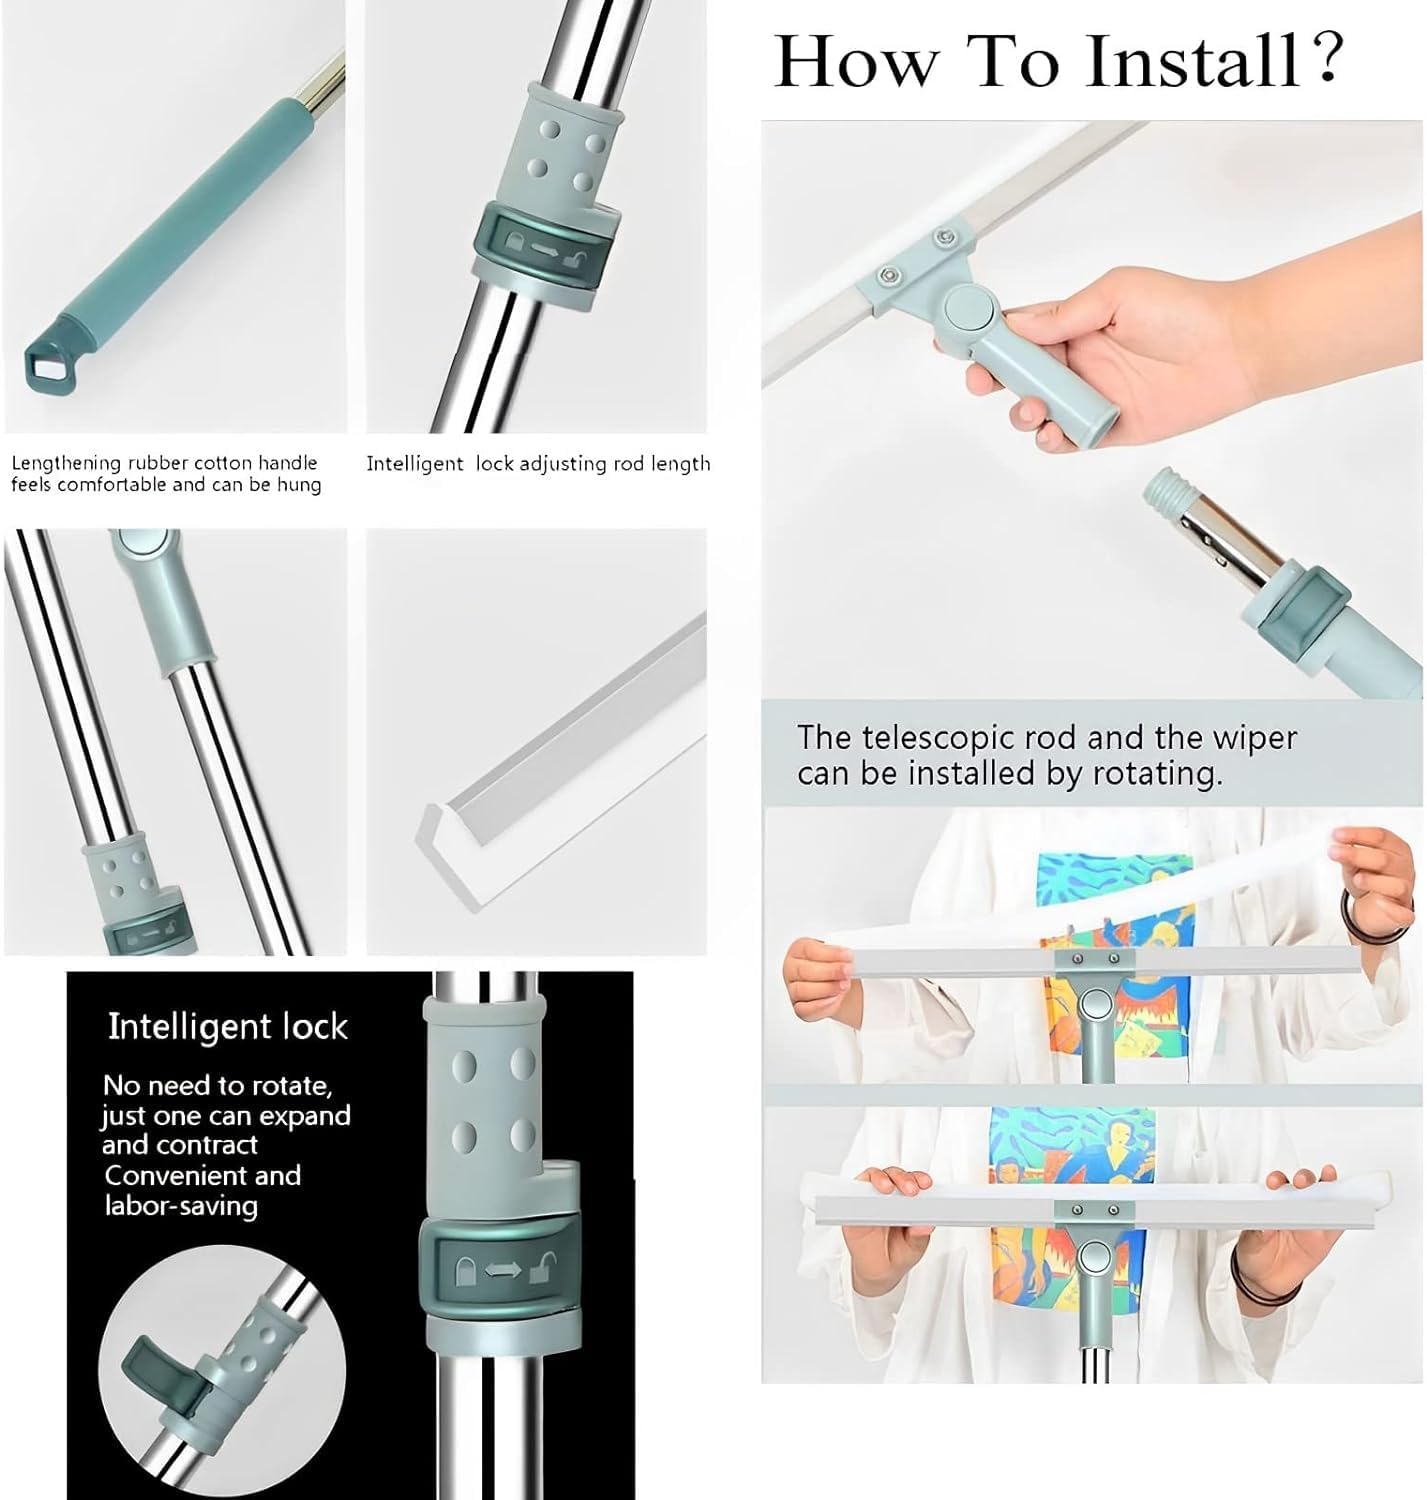 How To Install?
Lengthening rubber cotton handle
feels comfortable and can be hung
Intelligent lock adjusting rod length
The telescopic rod and the wiper
can be installed by rotating.
Intelligent lock
No need to rotate,
just one can expand
and contract
Convenient and
labor-saving